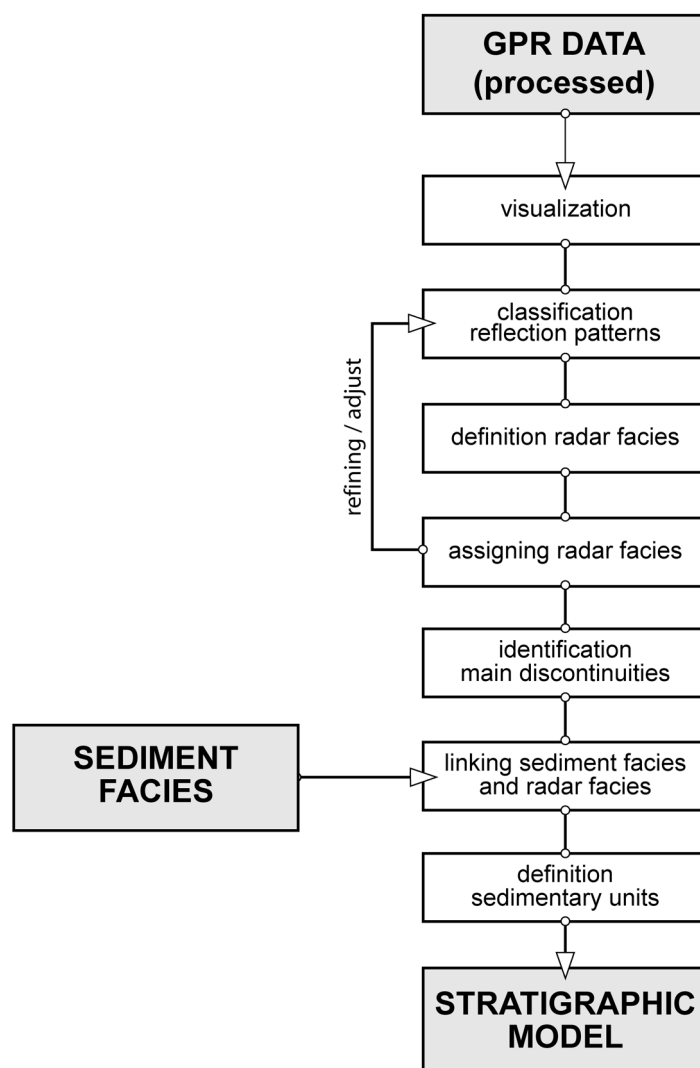 GPR DATA
(processed)
visualization
classification
reflection patterns
refining / adjust
definition radar facies
assigning radar facies
identification
main discontinuities
SEDIMENT
FACIES
linking sediment facies
and radar facies
definition
sedimentary units
STRATIGRAPHIC
MODEL